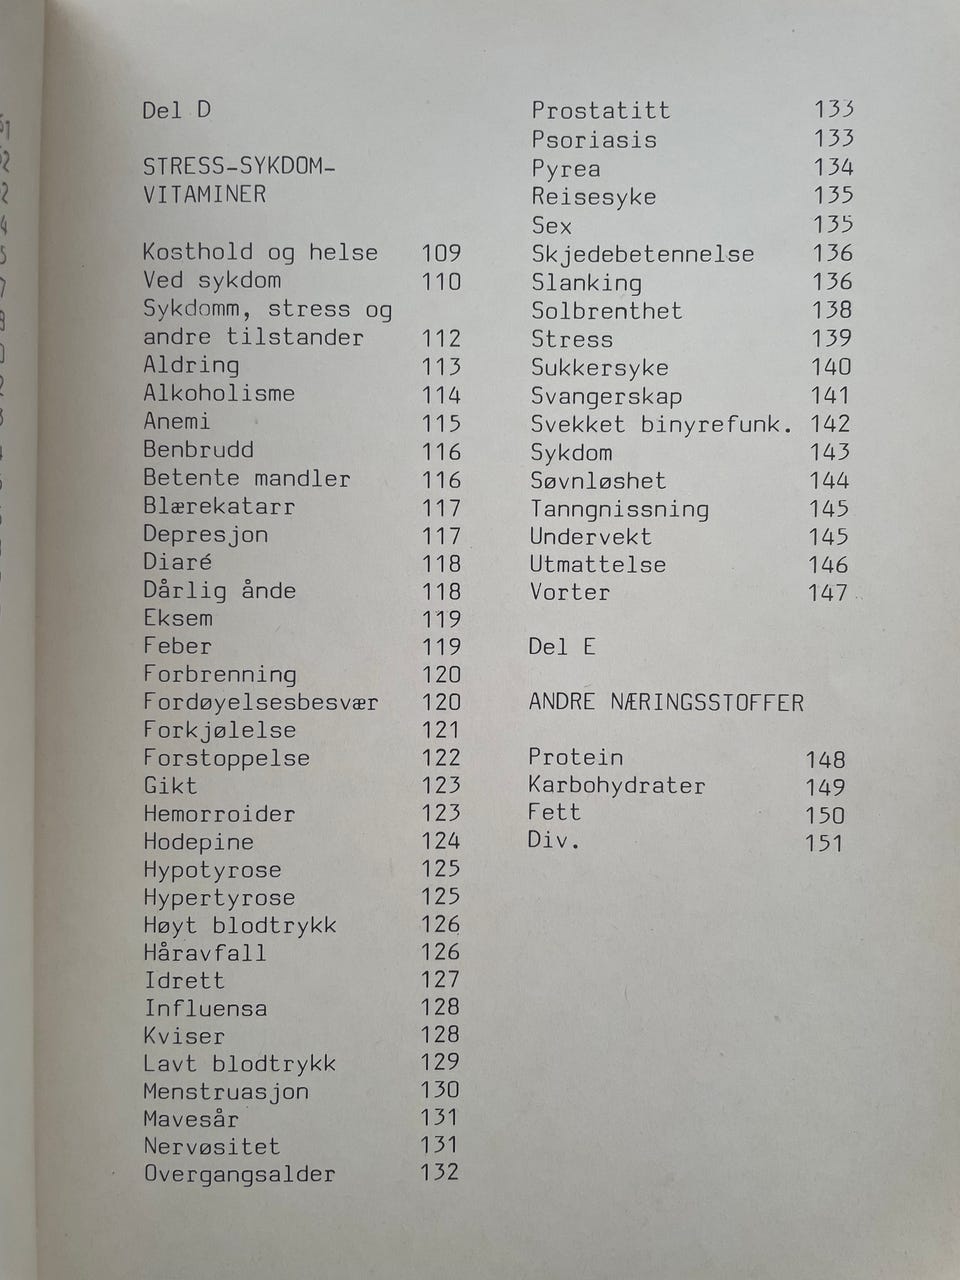 Del D
STRESS-SYKDOM-
VITAMINER
Kosthold og helse 109
Ved sykdom 110
Sykdomm, stress og
andre tilstander 112
Aldring 113
Alkoholisme 114
Anemi 115
Benbrudd 116
Betente mandler 116
Blærekatarr 117
Depresjon 117
Diaré 118
Dårlig ånde 118
Eksem 119
Feber 119
Forbrenning 120
Fordøyelsesbesvær 120
Forkjølelse 121
Forstoppelse 122
Gikt 123
Hemorroider 123
Hodepine 124
Hypotyrose 125
Hypertyrose 125
Høyt blodtrykk 126
Håravfall 126
Idrett 127
Influensa 128
Kviser 128
Lavt blodtrykk 129
Menstruasjon 130
Mavesår 131
Nervøsitet 131
Overgangsalder 132
Prostatitt 133
Psoriasis 133
Pyrea 134
Reisesyke 135
Sex 135
Skjedebetennelse 136
Slanking 136
Solbrenthet 138
Stress 139
Sukkersyke 140
Svangerskap 141
Svekket binyrefunk. 142
Sykdom 143
Søvnløshet 144
Tanngnissning 145
Undervekt 145
Utmattelse 146
Vorter 147
Del E
ANDRE NÆRINGSSTOFFER
Protein 148
Karbohydrater 149
Fett 150
Div. 151